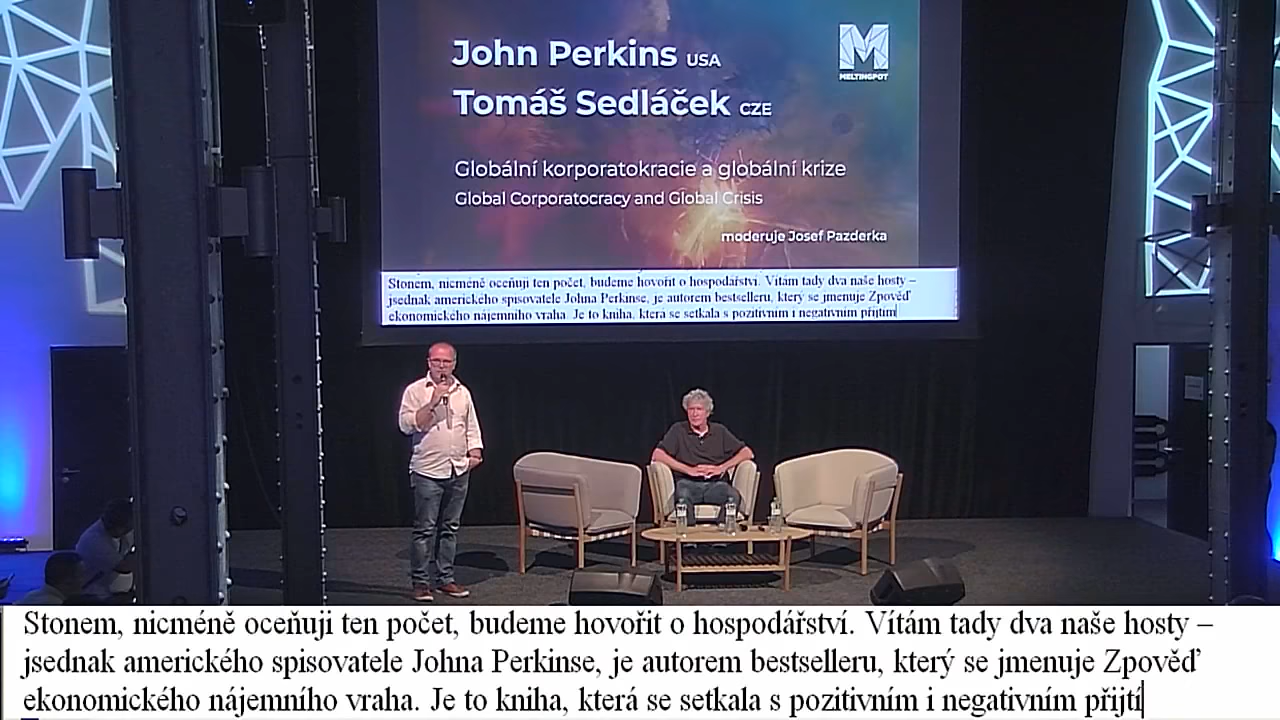 John Perkins USA
MELTINGPOT
Tomáš Sedláček CZE
Globální korporatokracie a globální krize
Global Corporatocracy and Global Crisis
moderuje Josef Pazderka
Stonem, nicméně oceňuji ten počet, budeme hovořit o hospodářství. Vítám tady dva naše hosty –
jsednak amerického spisovatele Johna Perkinse, je autorem bestselleru, který se jmenuje Zpověď
ekonomického nájemního vraha. Je to kniha, která se setkala s pozitivním i negativním přijtím
Stonem, nicméně oceňuji ten počet, budeme hovořit o hospodářství. Vítám tady dva naše hosty –
jsednak amerického spisovatele Johna Perkinse, je autorem bestselleru, který se jmenuje Zpověď
ekonomického nájemního vraha. Je to kniha, která se setkala s pozitivním i negativním přijtí